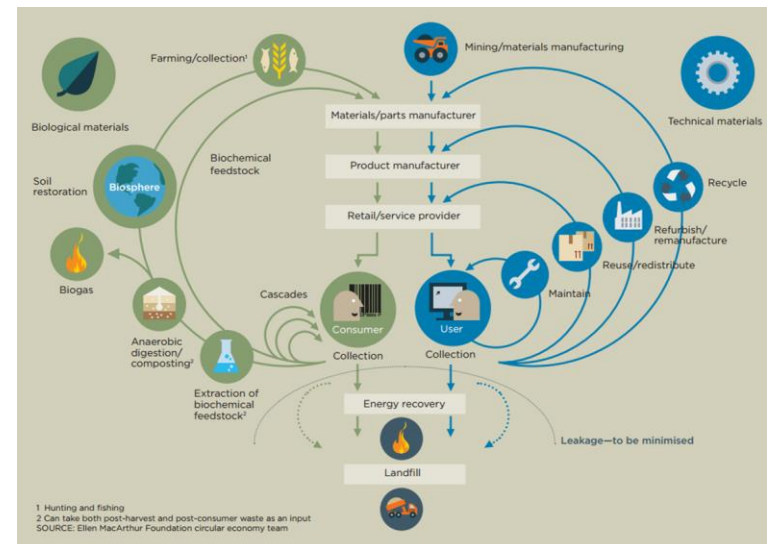 Farming/collection¹
Mining/materials manufacturing
Biological materials
Technical materials
Materials/parts manufacturer
Biochemical
feedstock
Product manufacturer
Soil
restoration
Biosphere
Recycle
Retail/service provider
Refurbish/
remanufacture
Reuse/redistribute
Biogas
Cascades
Maintain
Consumer
User
Anaerobic
digestion/
composting²
Collection
Collection
Extraction of
biochemical
feedstock²
Energy recovery
Leakage—to be minimised
Landfill
1 Hunting and fishing
2 Can take both post-harvest and post-consumer waste as an input
SOURCE: Ellen MacArthur Foundation circular economy team